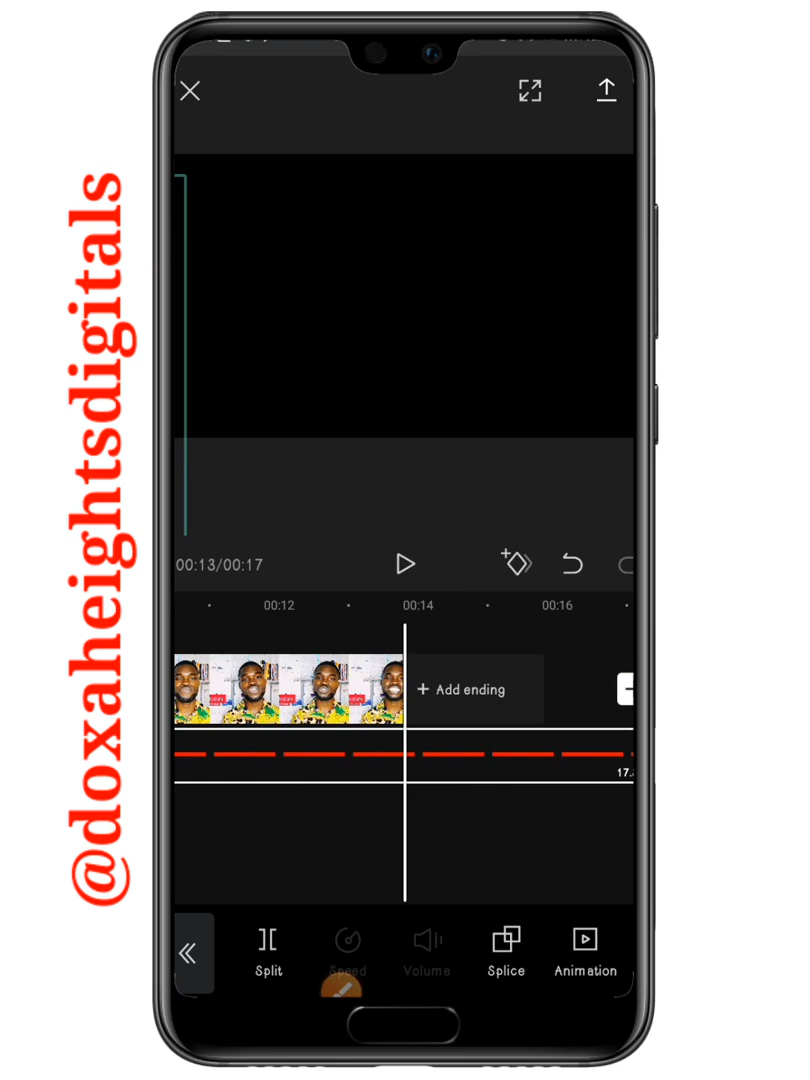 @doxaheightsdigitals
00:13/00:17
00:12
00:14
00:16
+ Add ending
Split
Speed
Volume
Splice
Animation